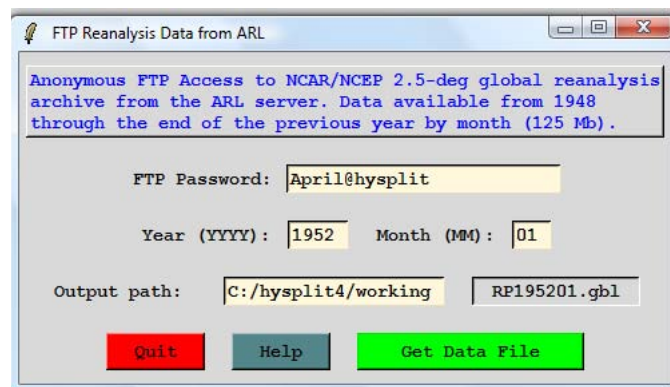 FTP Reanalysis Data from ARL
Anonymous FTP Access to NCAR/NCEP 2.5-deg global reanalysis
archive from the ARL server. Data available from 1948
through the end of the previous year by month (125 Mb).
FTP Password: April@hysplit
Year (YYYY): 1952 Month (MM): 01
Output path: C:/hysplit4/working RP195201.gbl
Quit Help Get Data File